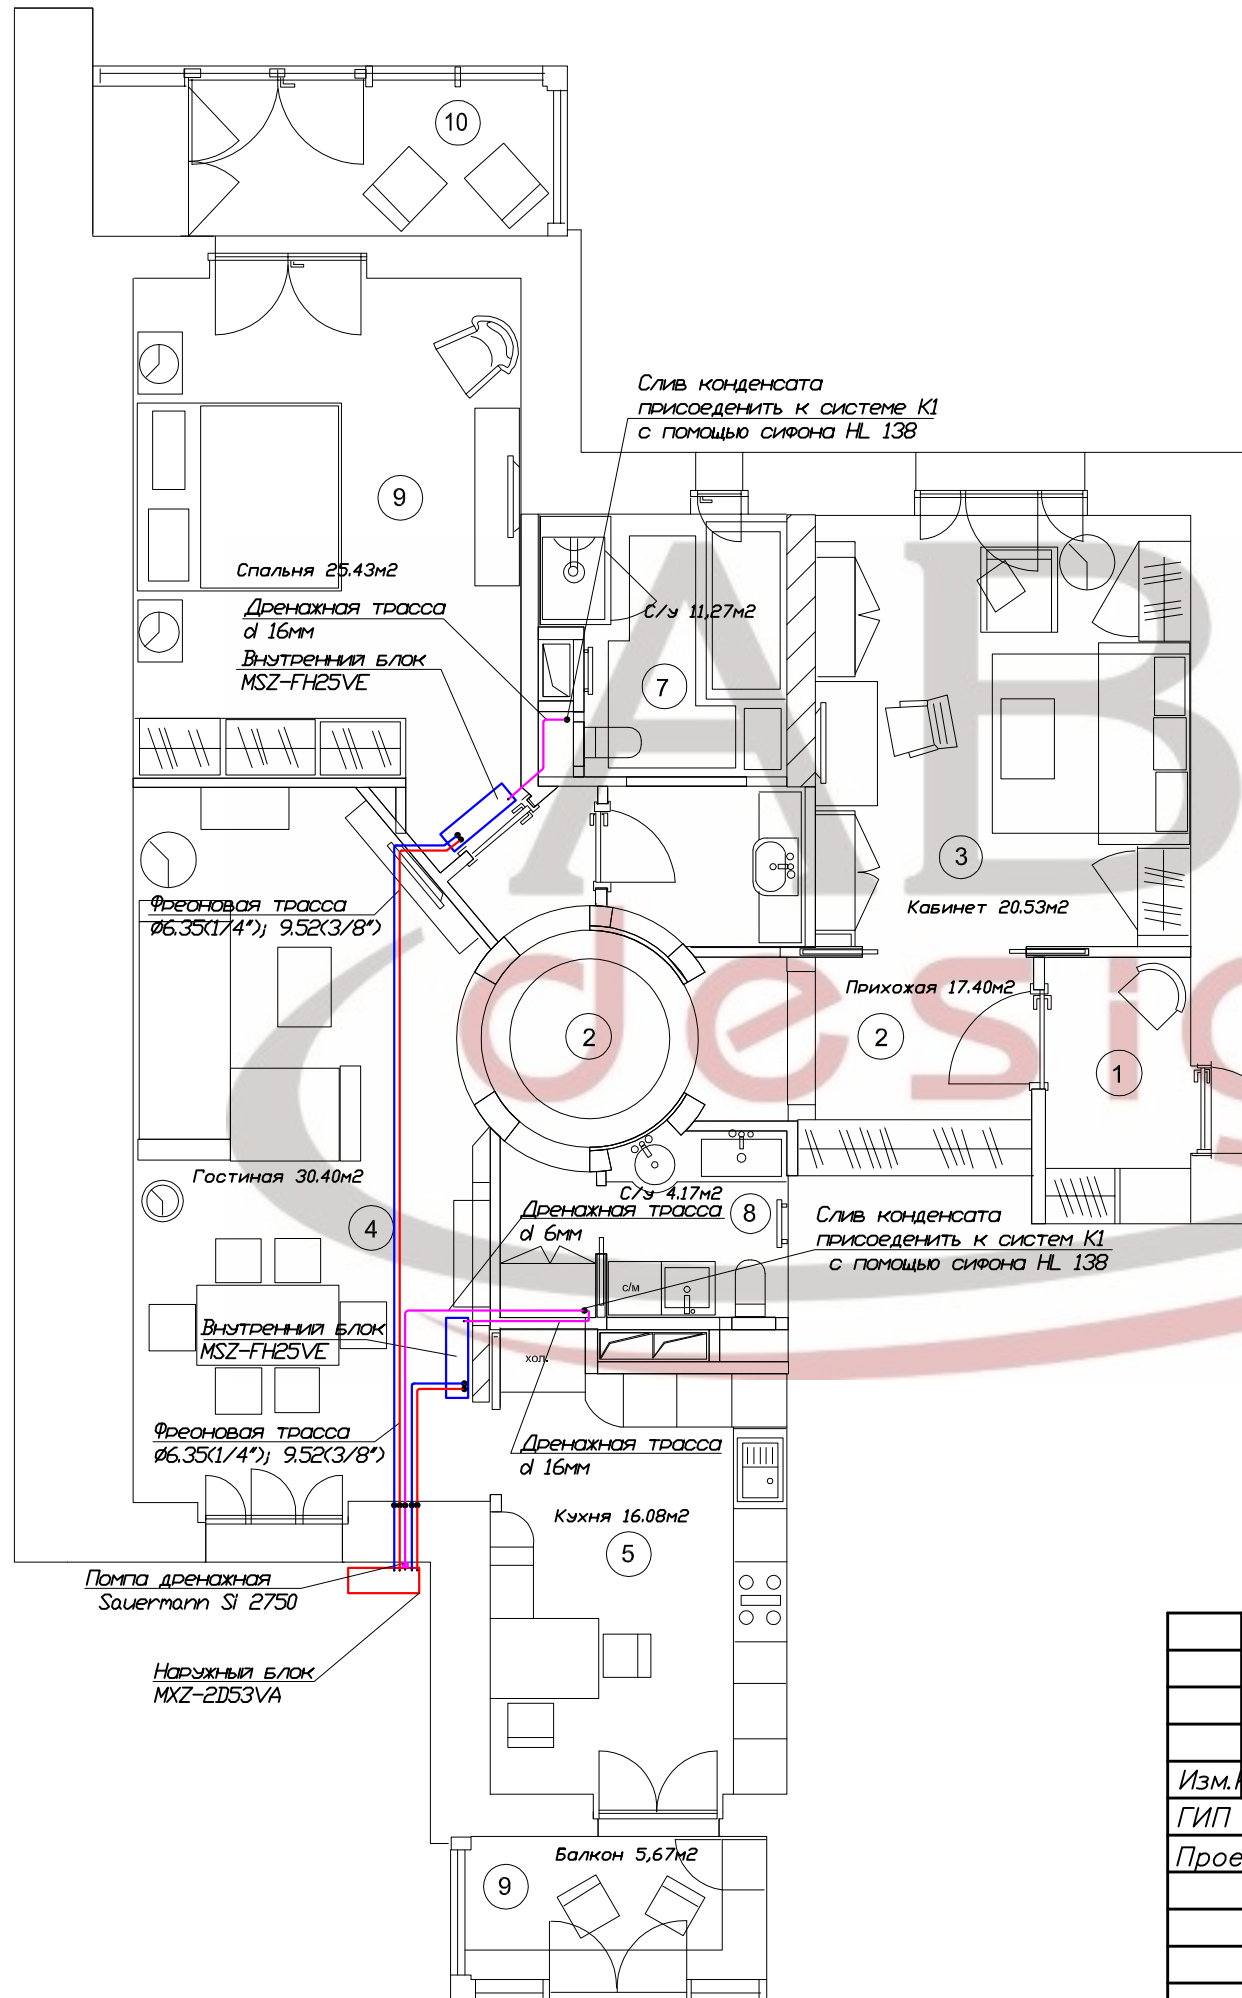 10
Слив конденсата
присоеденить к системе К1
с помощью сифона HL 138
9
Спальня 25.43м2
Дренажная трасса
d 16мм
С/у 11,27м2
Внутренний блок
MSZ-FH25VE
7
AB
3
Кабинет 20.53м2
Фреоновая трасса
ø6.35(1/4"); 9.52(3/8")
desig
Прихожая 17.40м2
2
2
1
Гостиная 30.40м2
С/у 4.17м2
4
Дренажная трасса
d 6мм
8
Слив конденсата
присоеденить к систем К1
с помощью сифона HL 138
с/м
Внутренний блок
MSZ-FH25VE
хол.
Фреоновая трасса
ø6.35(1/4"); 9.52(3/8")
Дренажная трасса
d 16мм
Кухня 16.08м2
5
Помпа дренажная
Sauermann Si 2750
Наружный блок
MXZ-2D53VA
Изм.
ГИП
Прое
Балкон 5,67м2
9